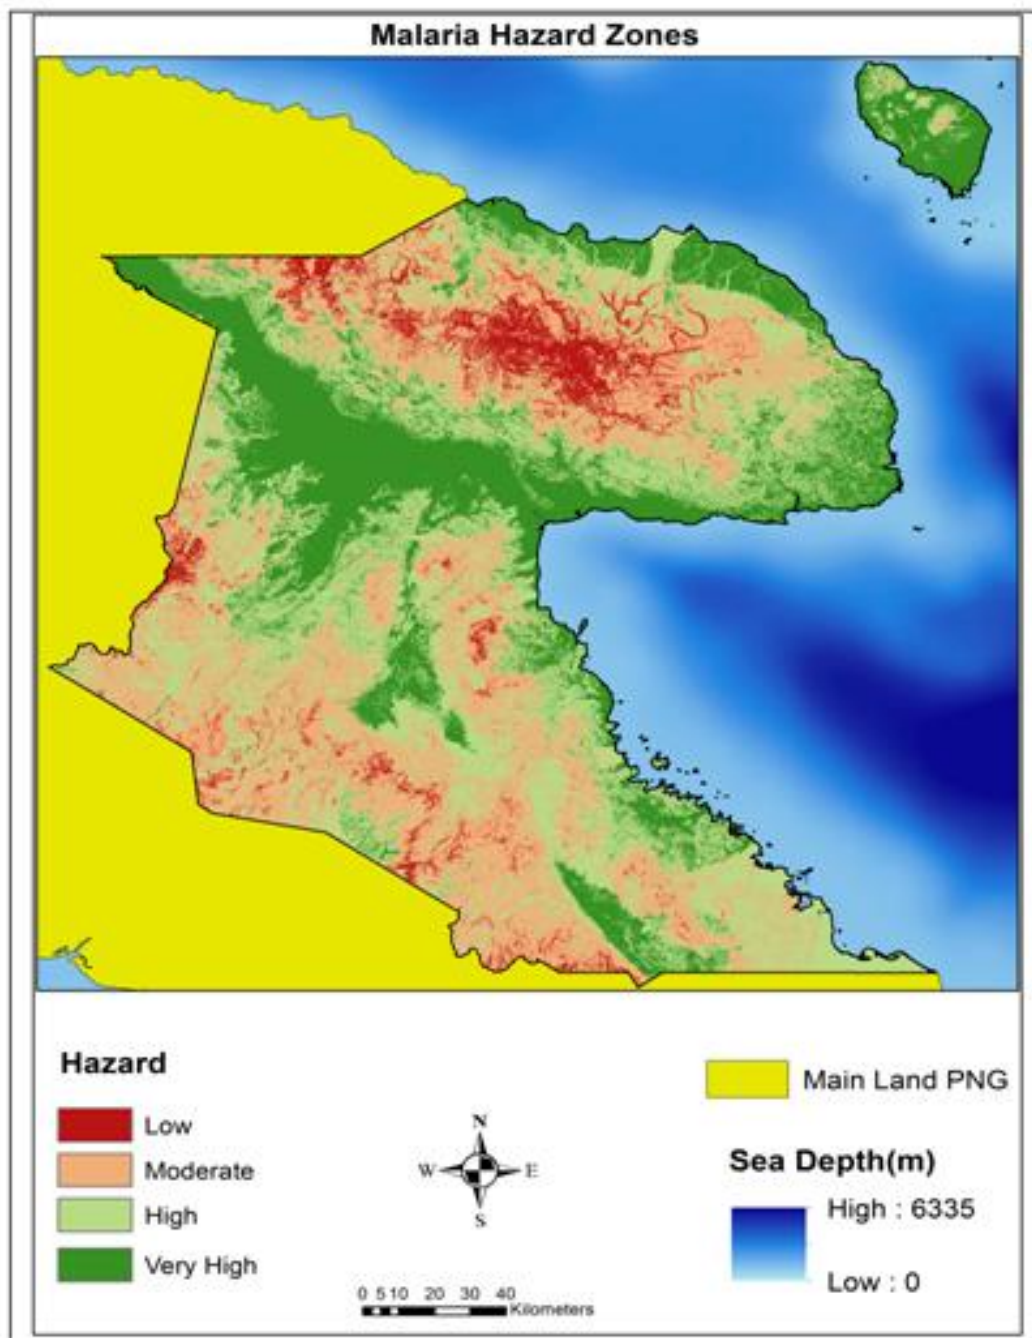 Malaria Hazard Zones
Hazard
Low
Moderate
High
Very High
N
W E
S
0 5 10 20 30 40
Kilometers
Main Land PNG
Sea Depth(m)
High : 6335
Low : 0